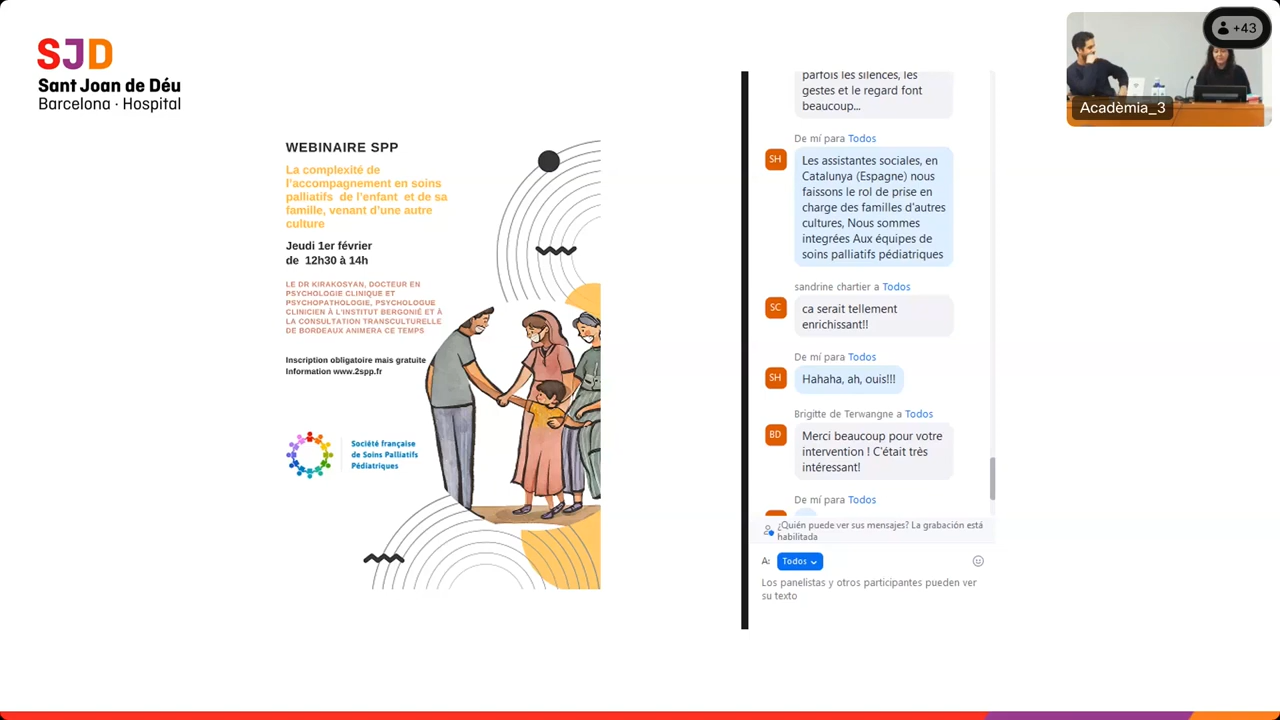 SJD
Sant Joan de Déu
Barcelona · Hospital
WEBINAIRE SPP
La complexité de
l'accompagnement en soins
palliatifs de l'enfant et de sa
famille, venant d'une autre
culture
Jeudi 1er février
de 12h30 à 14h
LE DR KIRAKOSYAN, DOCTEUR EN
PSYCHOLOGIE CLINIQUE ET
PSYCHOPATHOLOGIE, PSYCHOLOGUE
CLINICIEN À L'INSTITUT BERGONIÉ ET À
LA CONSULTATION TRANSCULTURELLE
DE BORDEAUX ANIMERA CE TEMPS
Inscription obligatoire mais gratuite
Information www.2spp.fr
Société française
de Soins Palliatifs
Pédiatriques
parfois les silences, les
gestes et le regard font
beaucoup...
De mí para Todos
SH
Les assistantes sociales, en
Catalunya (Espagne) nous
faissons le rol de prise en
charge des familles d'autres
cultures, Nous sommes
integrées Aux équipes de
soins palliatifs pédiatriques
sandrine chartier a Todos
SC
ca serait tellement
enrichissant!!
De mí para Todos
SH
Hahaha, ah, ouis!!!
Brigitte de Terwangne a Todos
BD
Merci beaucoup pour votre
intervention ! C'était très
intéressant!
De mí para Todos
¿Quién puede ver sus mensajes? La grabación está
habilitada
A: Todos
Los panelistas y otros participantes pueden ver
su texto
+43
Acadèmia_3